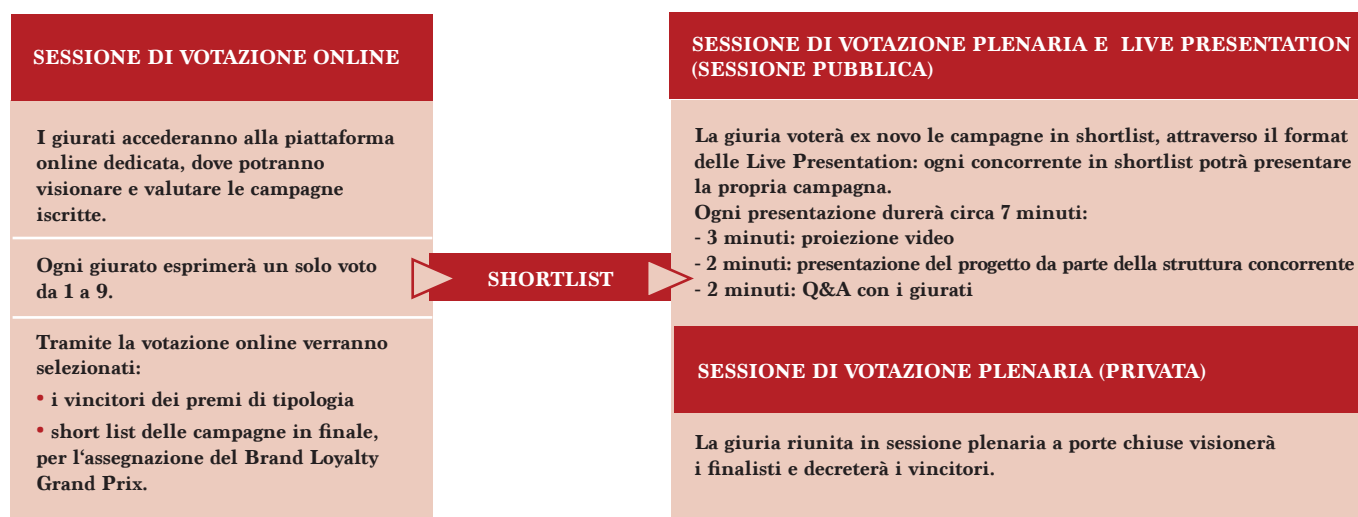 SESSIONE DI VOTAZIONE ONLINE
I giurati accederanno alla piattaforma
online dedicata, dove potranno
visionare e valutare le campagne
iscritte.
Ogni giurato esprimerà un solo voto
da 1 a 9.
Tramite la votazione online verranno
selezionati:
• i vincitori dei premi di tipologia
• short list delle campagne in finale,
per l‘assegnazione del Brand Loyalty
Grand Prix.
SHORTLIST
SESSIONE DI VOTAZIONE PLENARIA E LIVE PRESENTATION
(SESSIONE PUBBLICA)
La giuria voterà ex novo le campagne in shortlist, attraverso il format
delle Live Presentation: ogni concorrente in shortlist potrà presentare
la propria campagna.
Ogni presentazione durerà circa 7 minuti:
- 3 minuti: proiezione video
- 2 minuti: presentazione del progetto da parte della struttura concorrente
- 2 minuti: Q&A con i giurati
SESSIONE DI VOTAZIONE PLENARIA (PRIVATA)
La giuria riunita in sessione plenaria a porte chiuse visionerà
i finalisti e decreterà i vincitori.